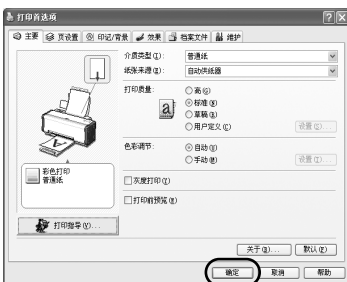 打印首选项
主要 页设置 印记/背景 效果 档案文件 维护
介质类型(I): 普通纸
纸张来源(E): 自动供纸器
打印质量: 高(G)
标准(R)
草稿(B)
用户定义(C) 设置(T)...
色彩调节: 自动(U)
手动(N) 设置(T)...
彩色打印
普通纸
灰度打印(Y)
打印前预览(W)
打印指导(V)...
关于(B)... 默认(F)
确定 取消 帮助